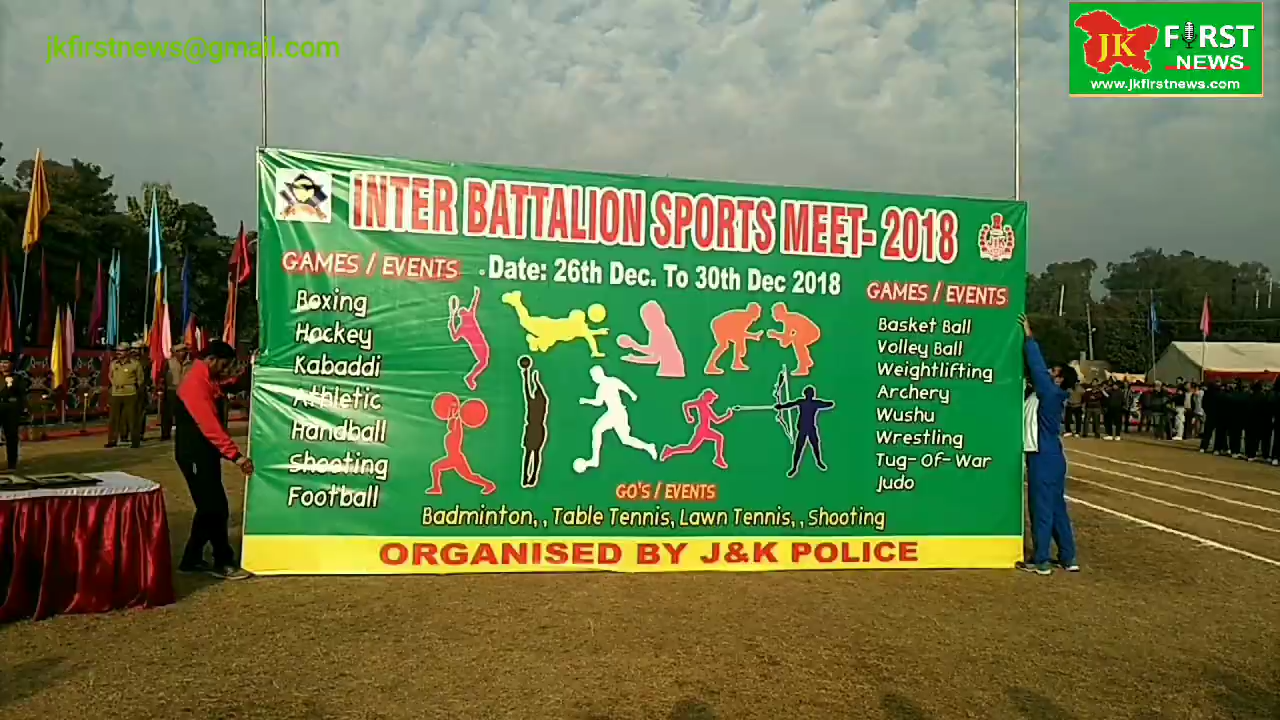 jkfirstnews@gmail.com
JK FIRST
NEWS
www.jkfirstnews.com
INTER BATTALION SPORTS MEET- 2018
.Date: 26th Dec. To 30th Dec 2018
GAMES / EVENTS
Boxing
Hockey
Kabaddi
Athletic
Handball
Shooting
Football
GAMES / EVENTS
Basket Ball
Volley Ball
Weightlifting
Archery
Wushu
Wrestling
Tug-Of-War
Judo
GO'S / EVENTS
Badminton,, Table Tennis, Lawn Tennis,, Shooting
ORGANISED BY J&K POLICE